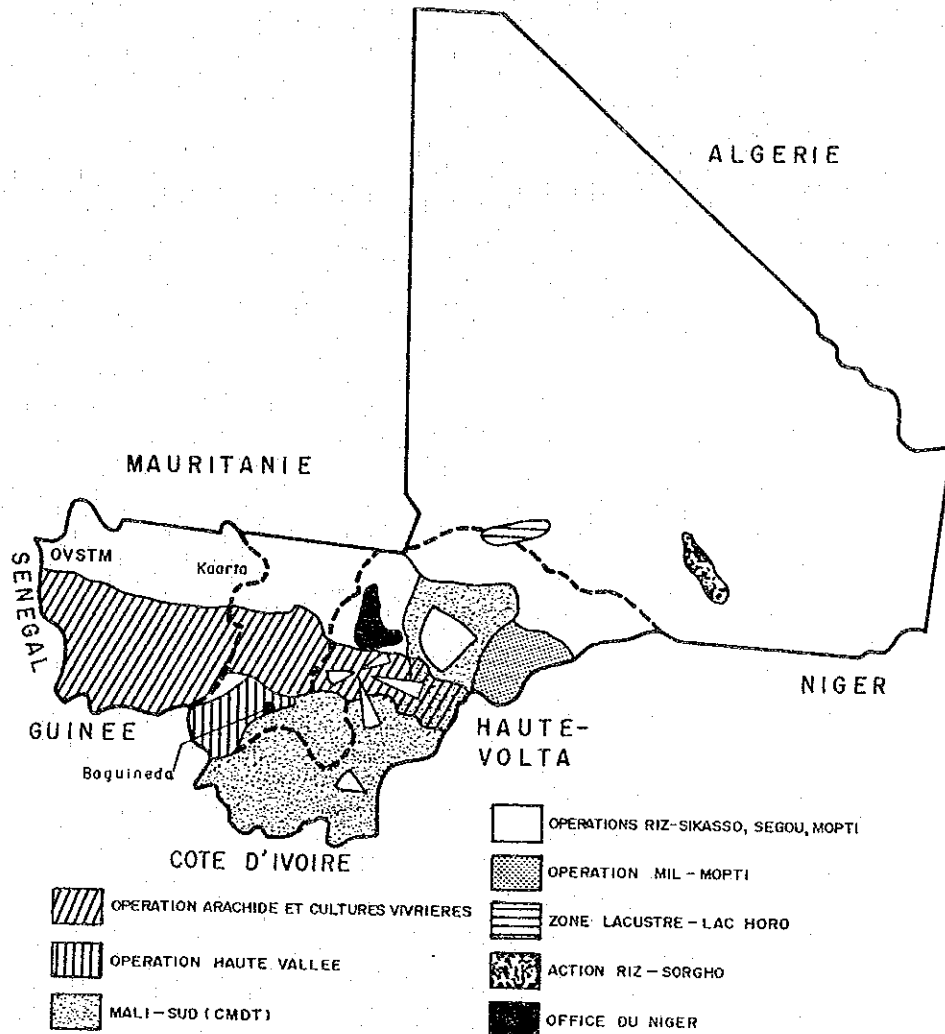 ALGERIE
MAURITANIE
OVSTM
Kaarta
SENEGAL
NIGER
GUINEE
HAUTE-
VOLTA
Baguineda
COTE D'IVOIRE
OPERATIONS RIZ-SIKASSO, SEGOU, MOPTI
OPERATION MIL-MOPTI
OPERATION ARACHIDE ET CULTURES VIVRIERES
ZONE LACUSTRE-LAC HORO
OPERATION HAUTE VALLEE
ACTION RIZ-SORGHO
MALI-SUD (CMDT)
OFFICE DU NIGER